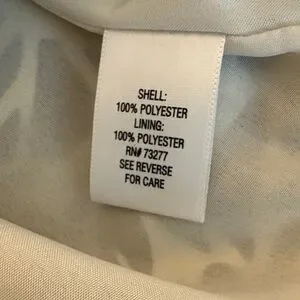 SHELL:
100% POLYESTER
LINING:
100% POLYESTER
RN# 73277
SEE REVERSE
FOR CARE